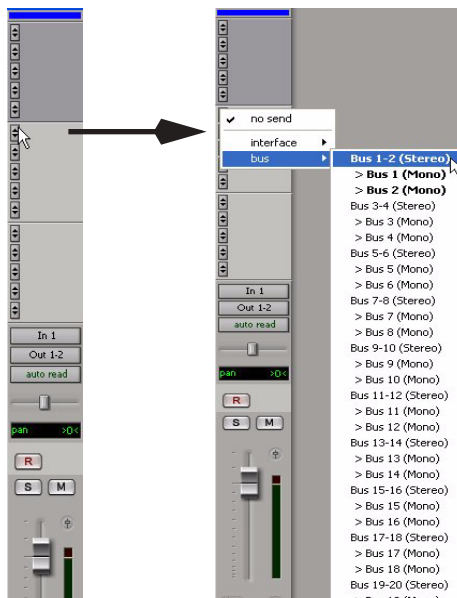 In 1
Out 1-2
auto read
pan >0<
R
S M
no send
interface
bus
Bus 1-2 (Stereo)
> Bus 1 (Mono)
> Bus 2 (Mono)
Bus 3-4 (Stereo)
> Bus 3 (Mono)
> Bus 4 (Mono)
Bus 5-6 (Stereo)
> Bus 5 (Mono)
> Bus 6 (Mono)
Bus 7-8 (Stereo)
> Bus 7 (Mono)
> Bus 8 (Mono)
Bus 9-10 (Stereo)
> Bus 9 (Mono)
> Bus 10 (Mono)
Bus 11-12 (Stereo)
> Bus 11 (Mono)
> Bus 12 (Mono)
Bus 13-14 (Stereo)
> Bus 13 (Mono)
> Bus 14 (Mono)
Bus 15-16 (Stereo)
> Bus 15 (Mono)
> Bus 16 (Mono)
Bus 17-18 (Stereo)
> Bus 17 (Mono)
> Bus 18 (Mono)
Bus 19-20 (Stereo)
In 1
Out 1-2
auto read
pan >0<
R
S M